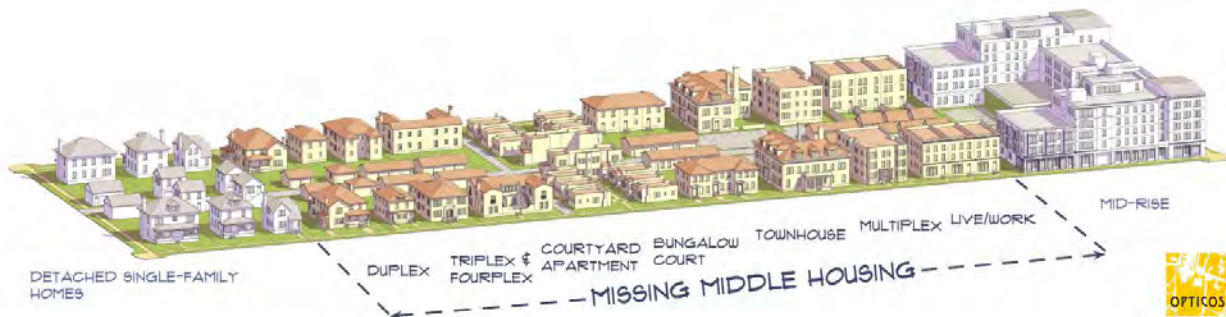 DETACHED SINGLE-FAMILY
HOMES
DUPLEX
TRIPLEX &
FOURPLEX
COURTYARD
APARTMENT
BUNGALOW
COURT
TOWNHOUSE
MULTIPLEX
LIVE/WORK
MID-RISE
MISSING MIDDLE HOUSING
OPTICOS